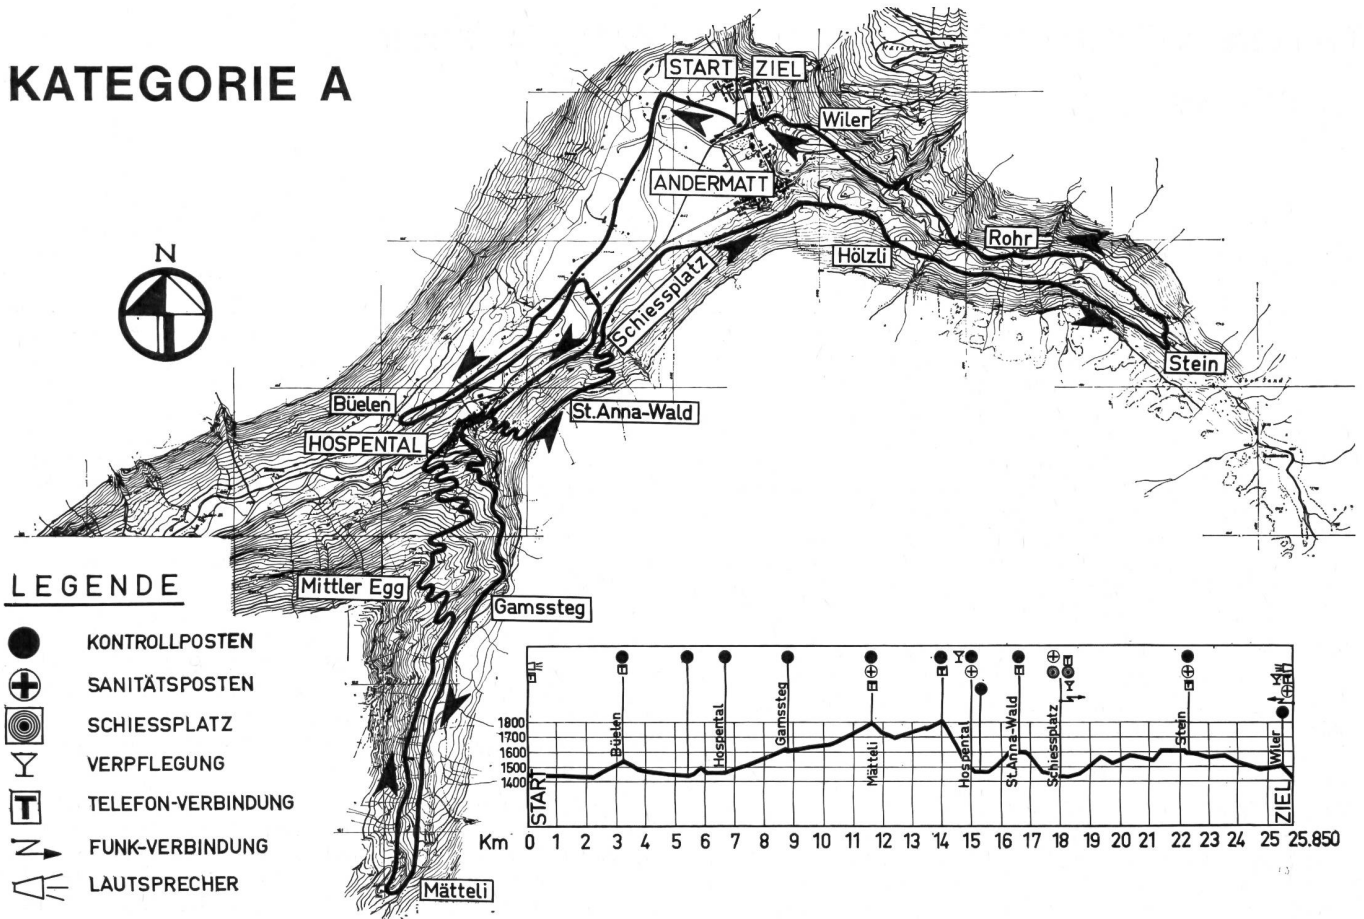 KATEGORIE A
START ZIEL
Wiler
ANDERMATT
N
Rohr
Hölzli
Schiessplatz
Stein
Büelen
St.Anna-Wald
HOSPENTAL
Mittler Egg
Gamssteg
Mätteli
LEGENDE
KONTROLLPOSTEN
SANITÄTSPOSTEN
SCHIESSPLATZ
VERPFLEGUNG
T TELEFON-VERBINDUNG
FUNK-VERBINDUNG
LAUTSPRECHER
1800
1700
1600
1500
1400
START
Büelen
Hospental
Gamssteg
Mätteli
Hospental
St.Anna-Wald
Schiessplatz
Stein
Wiler
ZIEL
Km 0 1 2 3 4 5 6 7 8 9 10 11 12 13 14 15 16 17 18 19 20 21 22 23 24 25 25.850